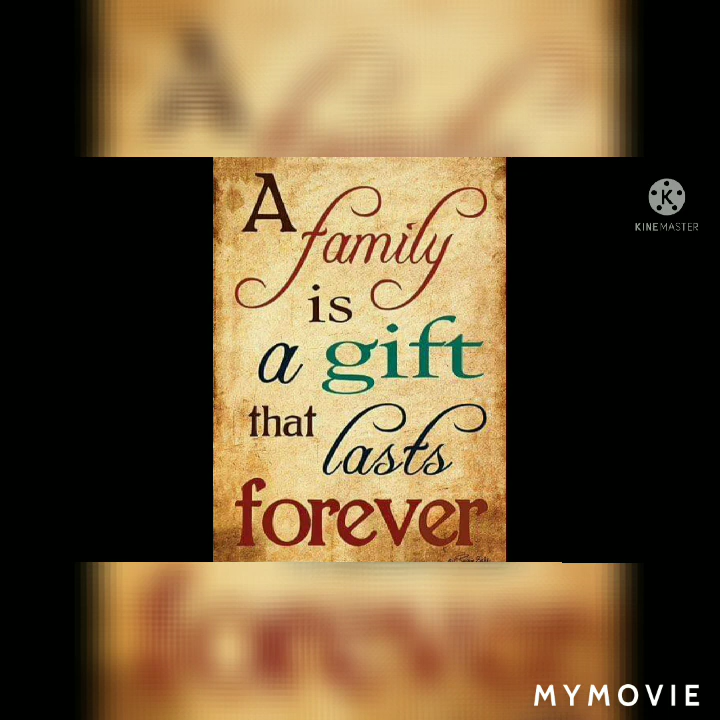 A
family
is
a gift
that
lasts
forever
KINEMASTER
MYMOVIE